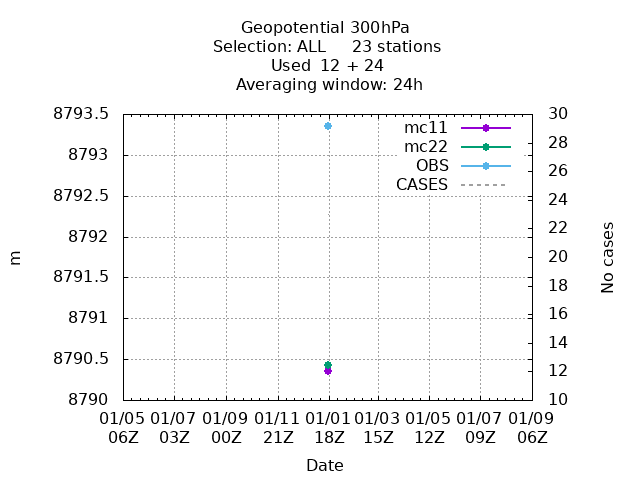 Geopotential 300hPa
Selection: ALL     23 stations
Used  12 + 24
Averaging window: 24h
8793.5
8793
8792.5
8792
8791.5
8791
8790.5
8790
m
30
28
26
24
22
20
18
16
14
12
10
No cases
mc11
mc22
OBS
CASES
01/05 01/07 01/09 01/11 01/01 01/03 01/05 01/07 01/09
06Z 03Z 00Z 21Z 18Z 15Z 12Z 09Z 06Z
Date